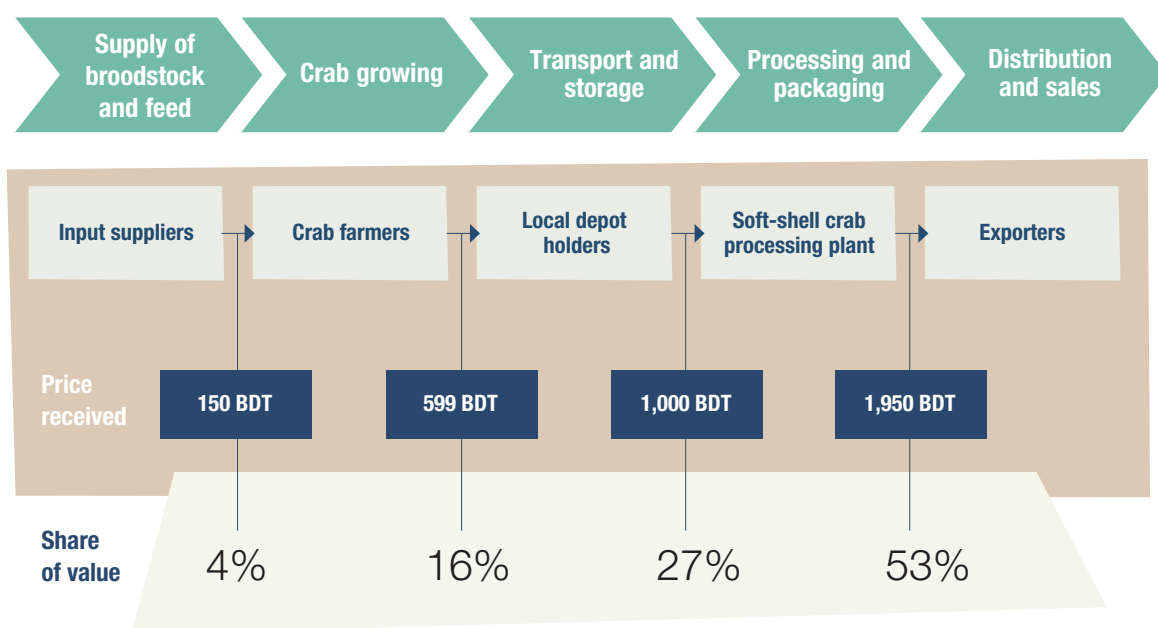 Supply of
broodstock
and feed
Crab growing
Transport and
storage
Processing and
packaging
Distribution
and sales
Input suppliers
Crab farmers
Local depot
holders
Soft-shell crab
processing plant
Exporters
Price
received
150 BDT
599 BDT
1,000 BDT
1,950 BDT
Share
of value
4%
16%
27%
53%